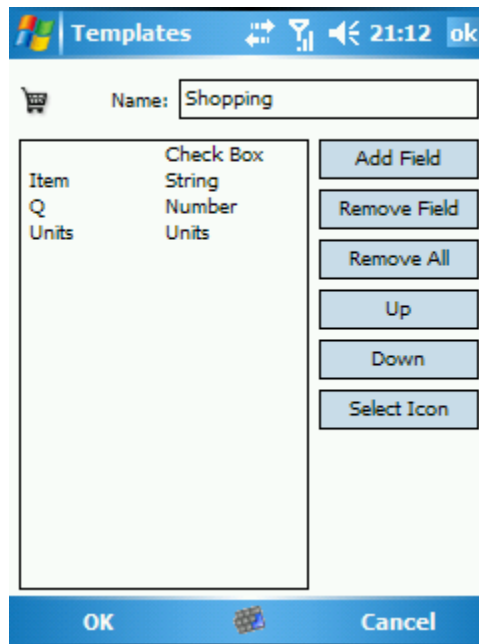 Templates 21:12 ok
Name: Shopping
Check Box
Item String
Q Number
Units Units
Add Field
Remove Field
Remove All
Up
Down
Select Icon
OK Cancel